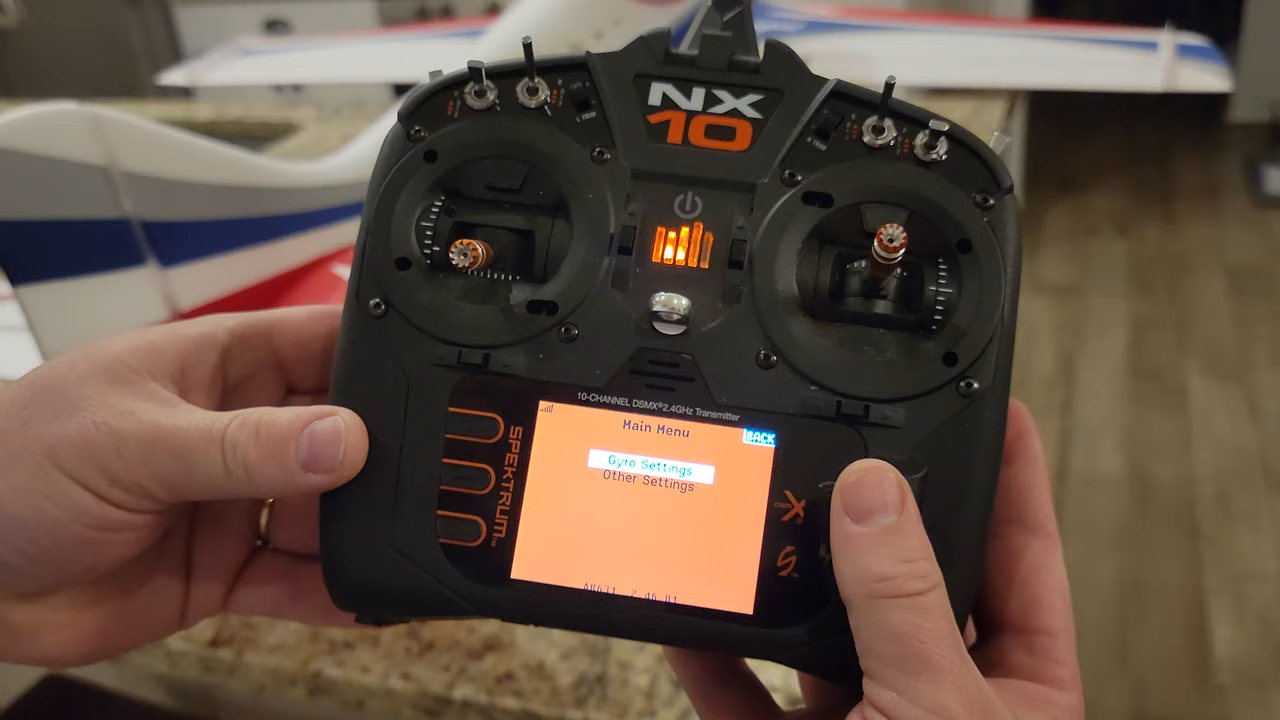 NX
10
10-CHANNEL DSMX® 2.4GHz Transmitter
SPEKTRUM
Main Menu
BACK
Gyro Settings
Other Settings